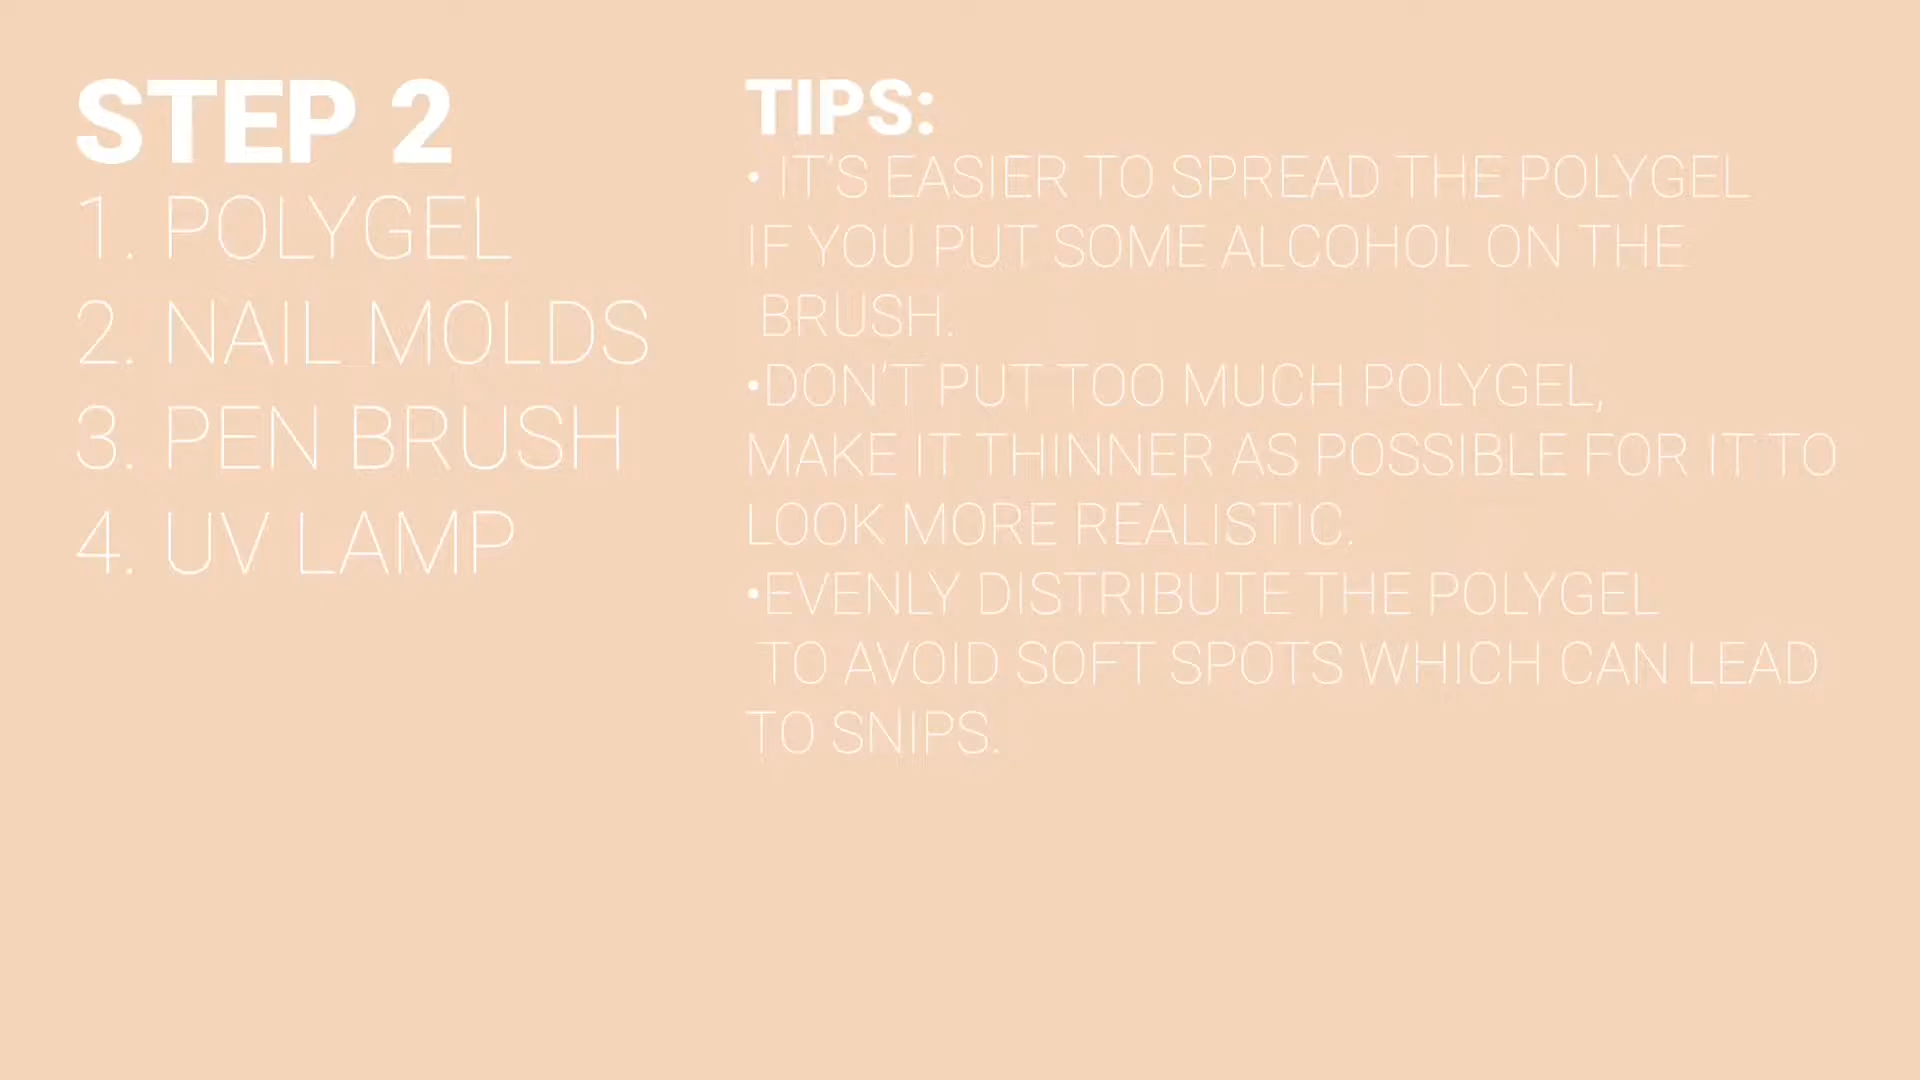 STEP 2
1. POLYGEL
2. NAIL MOLDS
3. PEN BRUSH
4. UV LAMP
TIPS:
• IT'S EASIER TO SPREAD THE POLYGEL
IF YOU PUT SOME ALCOHOL ON THE
BRUSH.
•DON'T PUT TOO MUCH POLYGEL,
MAKE IT THINNER AS POSSIBLE FOR IT TO
LOOK MORE REALISTIC.
•EVENLY DISTRIBUTE THE POLYGEL
TO AVOID SOFT SPOTS WHICH CAN LEAD
TO SNIPS.